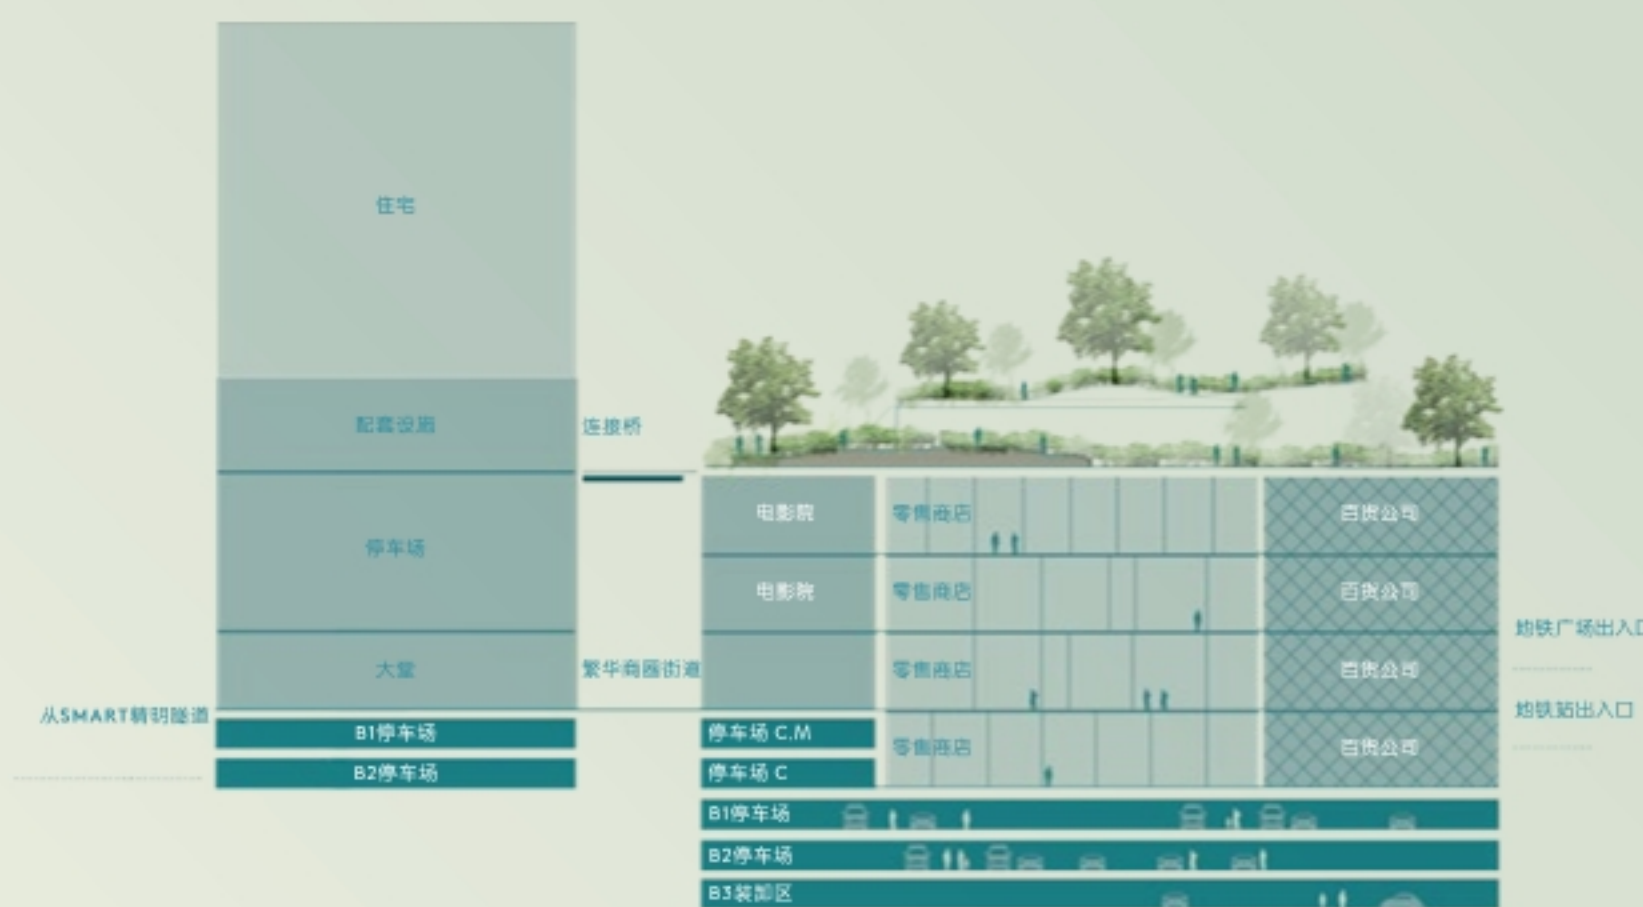 住宅
配套设施
连接桥
停车场
大堂
繁华商圈街道
从SMART精明隧道
B1停车场
B2停车场
电影院
零售商店
百货公司
电影院
零售商店
百货公司
零售商店
百货公司
零售商店
百货公司
地铁广场出入口
地铁站出入口
停车场 C.M
停车场 C
B1停车场
B2停车场
B3装卸区